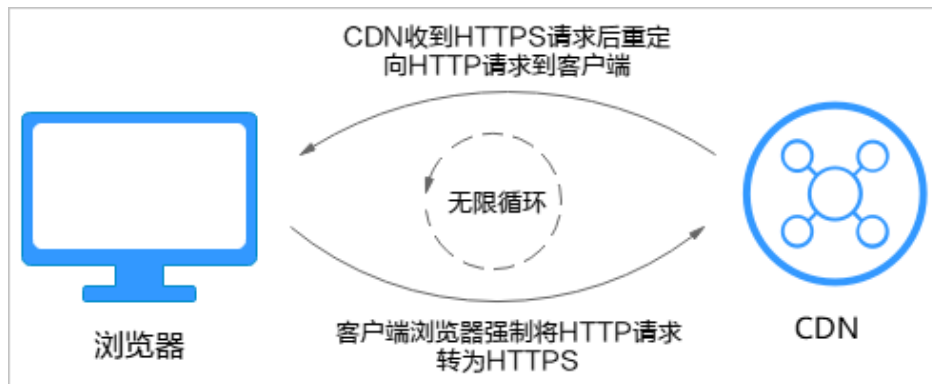 CDN收到HTTPS请求后重定
向HTTP请求到客户端
无限循环
浏览器
客户端浏览器强制将HTTP请求
转为HTTPS
CDN